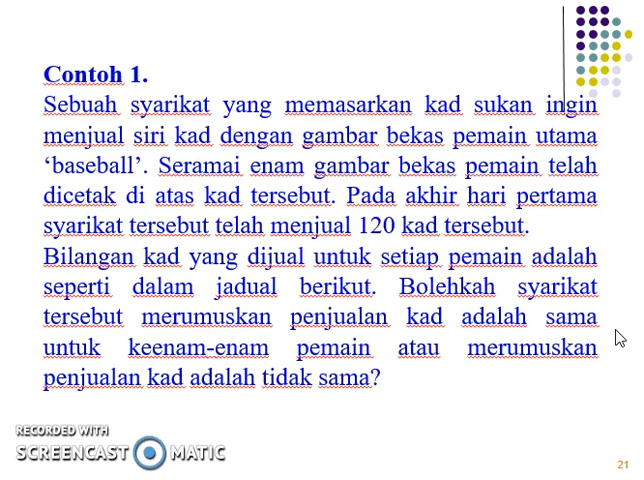 Contoh 1.
Sebuah syarikat yang memasarkan kad sukan ingin
menjual siri kad dengan gambar bekas pemain utama
‘baseball’. Seramai enam gambar bekas pemain telah
dicetak di atas kad tersebut. Pada akhir hari pertama
syarikat tersebut telah menjual 120 kad tersebut.
Bilangan kad yang dijual untuk setiap pemain adalah
seperti dalam jadual berikut. Bolehkah syarikat
tersebut merumuskan penjualan kad adalah sama
untuk keenam-enam pemain atau merumuskan
penjualan kad adalah tidak sama?
RECORDED WITH
SCREENCAST MATIC
21